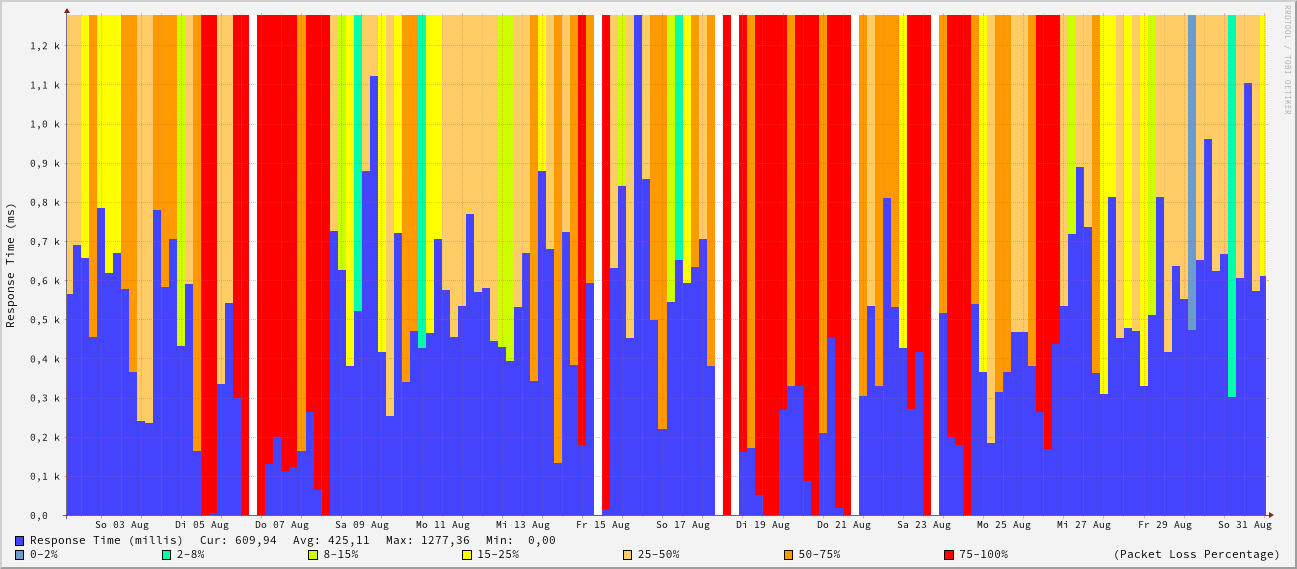 RRDTOOL / TOBI OETIKER
Response Time (ms)
1,2 k
1,1 k
1,0 k
0,9 k
0,8 k
0,7 k
0,6 k
0,5 k
0,4 k
0,3 k
0,2 k
0,1 k
0,0
So 03 Aug Di 05 Aug Do 07 Aug Sa 09 Aug Mo 11 Aug Mi 13 Aug Fr 15 Aug So 17 Aug Di 19 Aug Do 21 Aug Sa 23 Aug Mo 25 Aug Mi 27 Aug Fr 29 Aug So 31 Aug
Response Time (millis) Cur: 609,94 Avg: 425,11 Max: 1277,36 Min: 0,00
0-2% 2-8% 8-15% 15-25% 25-50% 50-75% 75-100% (Packet Loss Percentage)